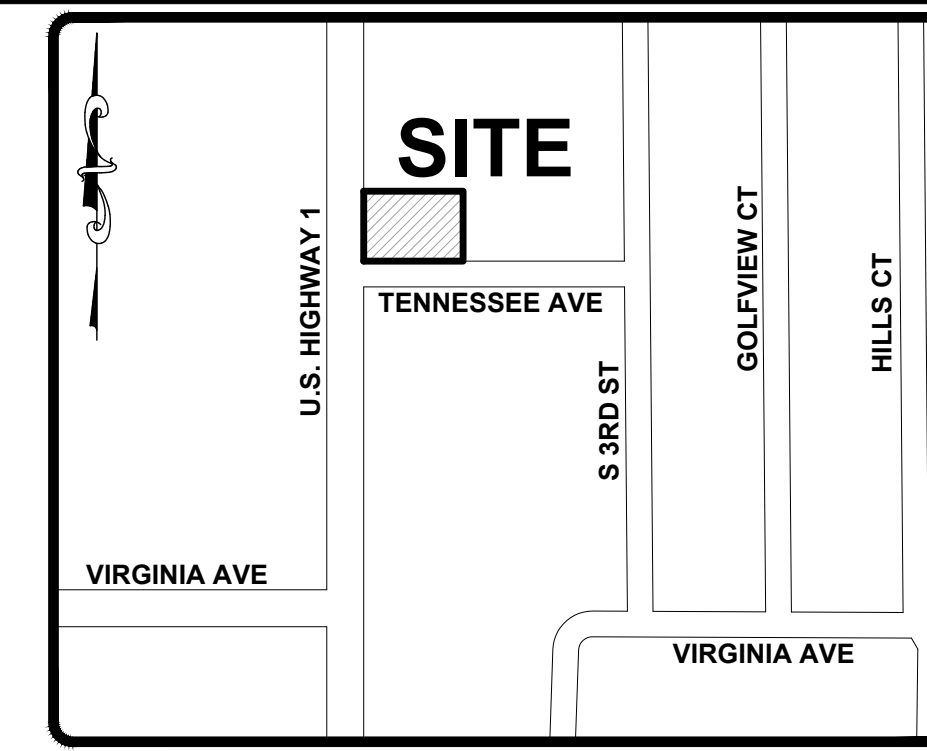 SITE
U.S. HIGHWAY 1
TENNESSEE AVE
GOLFVIEW CT
HILLS CT
S 3RD ST
VIRGINIA AVE
VIRGINIA AVE